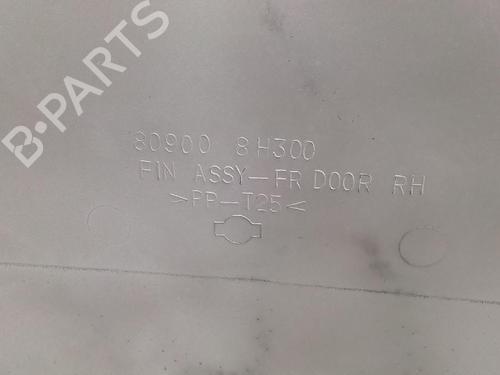 B-PARTS
80900 8H300
FIN ASSY-FR DOOR RH
>PP-T25<